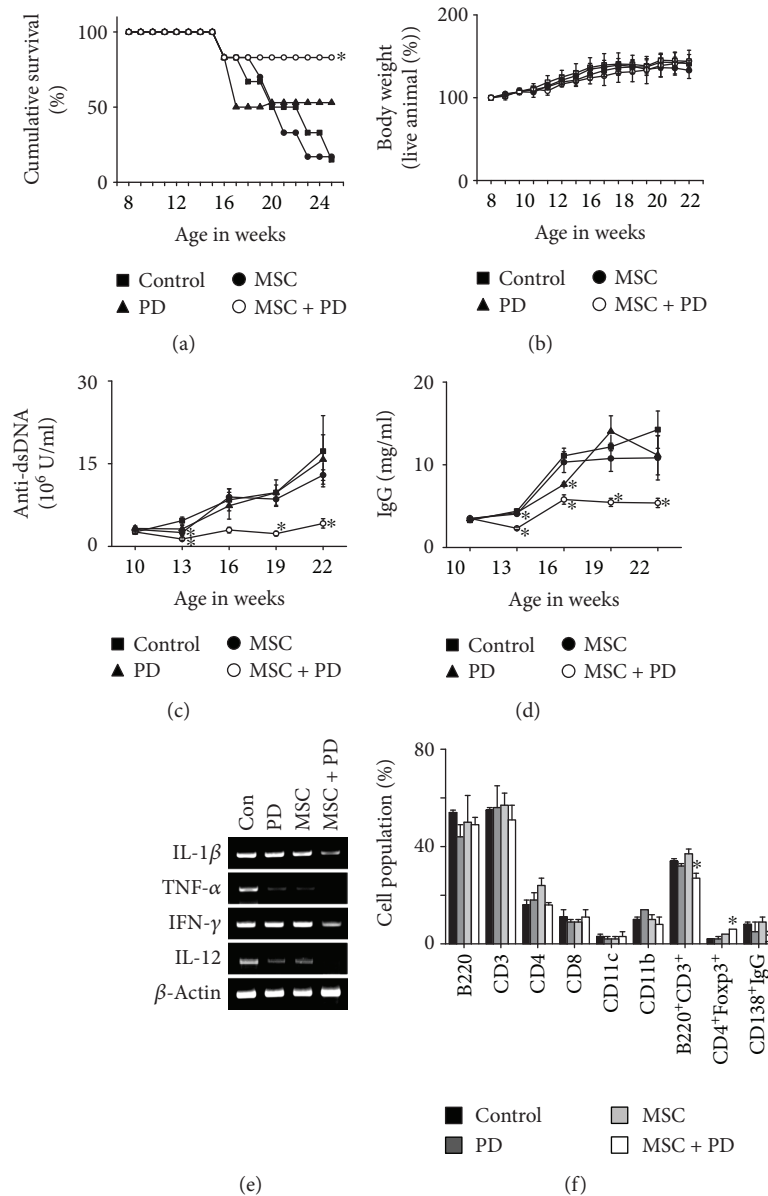 100
50
0
Cumulative survival
(%)
*
8 12 16 20 24
Age in weeks
Control MSC
PD MSC + PD
(a)
200
100
0
Body weight
(live animal (%))
8 10 12 14 16 18 20 22
Age in weeks
Control MSC
PD MSC + PD
(b)
30
15
0
Anti-dsDNA
(10⁶ U/ml)
* * * *
10 13 16 19 22
Age in weeks
Control MSC
PD MSC + PD
(c)
20
10
0
IgG (mg/ml)
* * * * * *
10 12 14 16 18 20 22
Age in weeks
Control MSC
PD MSC + PD
(d)
Con PD MSC MSC + PD
IL-1β
TNF-α
IFN-γ
IL-12
β-Actin
(e)
80
40
0
Cell population (%)
* *
B220 CD3 CD4 CD8 CD11c CD11b B220⁺CD3⁺ CD4⁺Foxp3⁺ CD138⁺IgG
Control MSC
PD MSC + PD
(f)